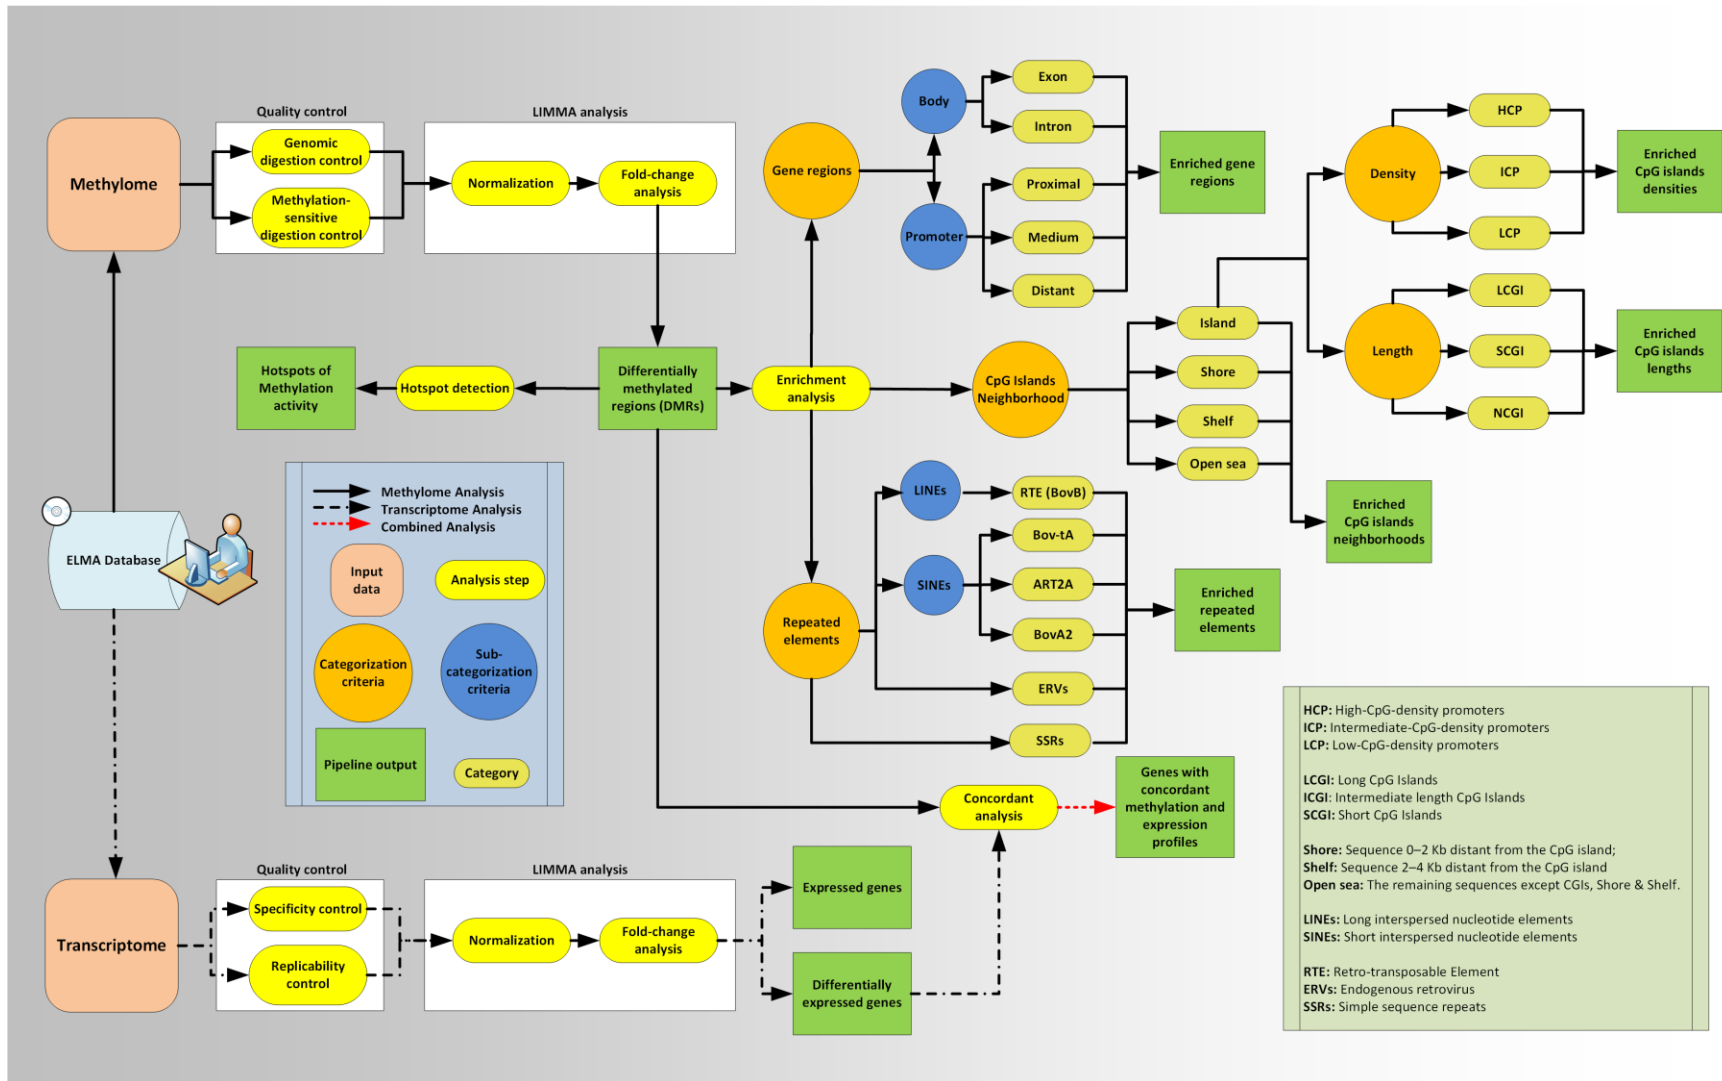 Quality control
LIMMA analysis
Methylome
Genomic
digestion control
Methylation-
sensitive
digestion control
Normalization
Fold-change
analysis
Gene regions
Body
Promoter
Exon
Intron
Proximal
Medium
Distant
Enriched gene
regions
Density
HCP
ICP
LCP
Enriched
CpG islands
densities
Length
LCGI
SCGI
NCGI
Enriched
CpG islands
lengths
Hotspots of
Methylation
activity
Hotspot detection
Differentially
methylated
regions (DMRs)
Enrichment
analysis
CpG Islands
Neighborhood
Island
Shore
Shelf
Open sea
Enriched
CpG islands
neighborhoods
ELMA Database
Methylome Analysis
Transcriptome Analysis
Combined Analysis
Input
data
Analysis step
Categorization
criteria
Sub-
categorization
criteria
Pipeline output
Category
Repeated
elements
LINEs
SINEs
RTE (BovB)
Bov-tA
ART2A
BovA2
ERVs
SSRs
Enriched
repeated
elements
Concordant
analysis
Genes with
concordant
methylation and
expression
profiles
Quality control
LIMMA analysis
Transcriptome
Specificity control
Replicability
control
Normalization
Fold-change
analysis
Expressed genes
Differentially
expressed genes
HCP: High-CpG-density promoters
ICP: Intermediate-CpG-density promoters
LCP: Low-CpG-density promoters
LCGI: Long CpG Islands
ICGI: Intermediate length CpG Islands
SCGI: Short CpG Islands
Shore: Sequence 0–2 Kb distant from the CpG island;
Shelf: Sequence 2–4 Kb distant from the CpG island
Open sea: The remaining sequences except CGIs, Shore & Shelf.
LINEs: Long interspersed nucleotide elements
SINEs: Short interspersed nucleotide elements
RTE: Retro-transposable Element
ERVs: Endogenous retrovirus
SSRs: Simple sequence repeats